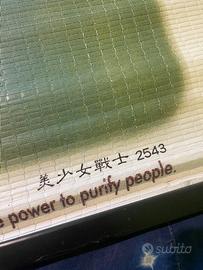 美少女戰士 2543
power to purify people.
subito